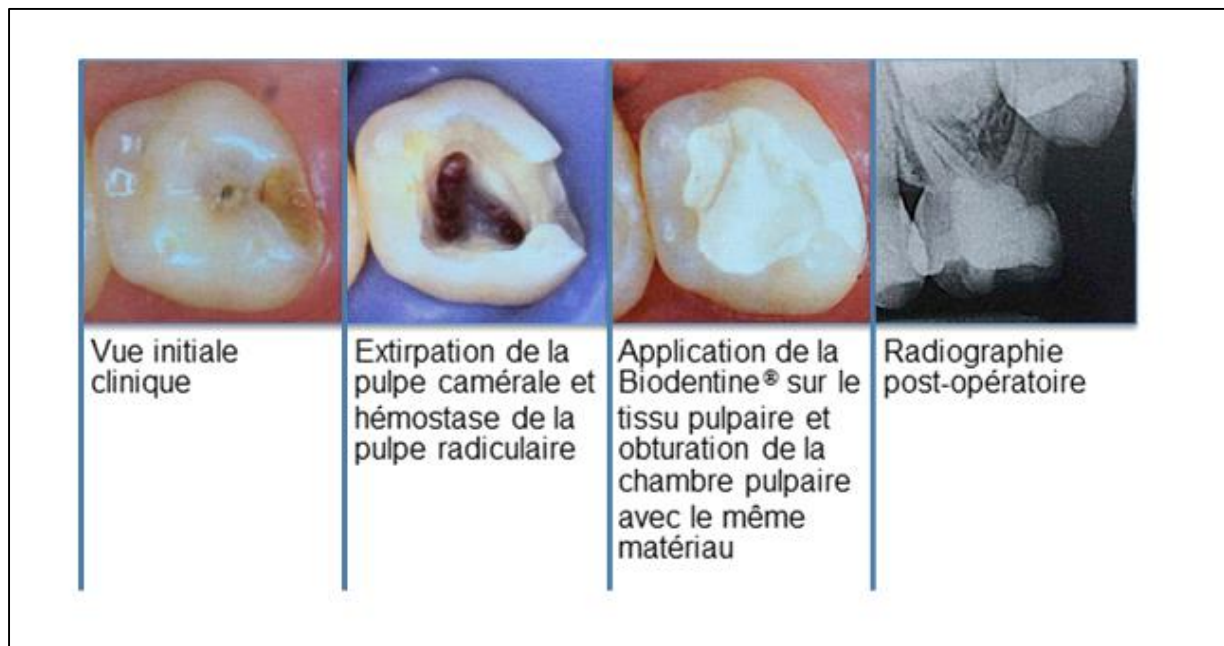 Vue initiale
clinique
Extirpation de la
pulpe camérale et
hémostase de la
pulpe radiculaire
Application de la
Biodentine® sur le
tissu pulpaire et
obturation de la
chambre pulpaire
avec le même
matériau
Radiographie
post-opératoire